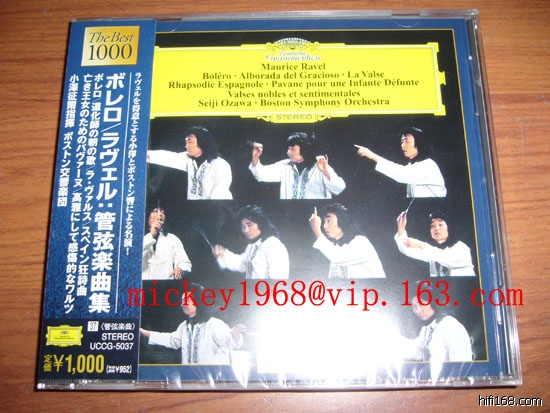 The Best
1000
ボレロ/ラヴェル:管弦楽曲集
ボレロ/道化師の朝の歌/ラ・ヴァルス/スペイン狂詩曲
亡き王女のためのパヴァーヌ/高雅にして感傷的なワルツ
小澤征爾指揮 ボストン交響楽団
ラヴェルを得意とする小澤とボストン響による名演!
37 〈管弦楽曲〉
STEREO
UCCG-5037
定価¥1,000
¥952
Deutsche
Grammophon
Maurice Ravel
Boléro · Alborada del Gracioso · La Valse
Rhapsodie Espagnole · Pavane pour une Infante Défunte
Valses nobles et sentimentales
Seiji Ozawa · Boston Symphony Orchestra
STEREO
mickey1968@vip.163.com
hifi168.com